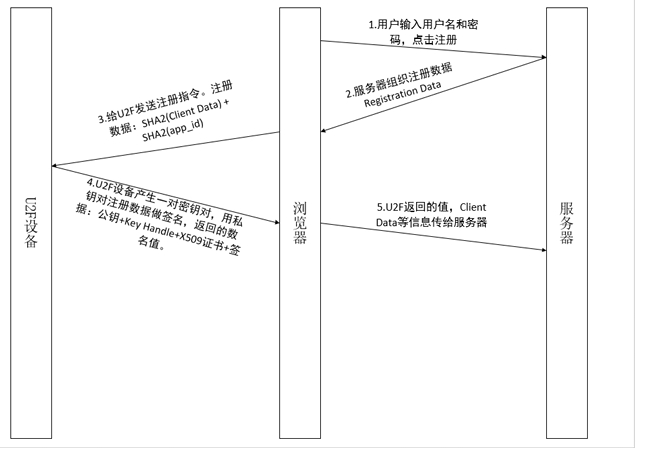 1.用户输入用户名和密
码，点击注册
2.服务器组织注册数据
Registration Data
3.给U2F发送注册指令。注册
数据：SHA2(Client Data) +
SHA2(app_id)
4.U2F设备产生一对密钥对，用私
钥对注册数据做签名，返回的数
据：公钥+Key Handle+X509证书+签
名值。
5.U2F返回的值，Client
Data等信息传给服务器
U2F设备
浏览器
服务器